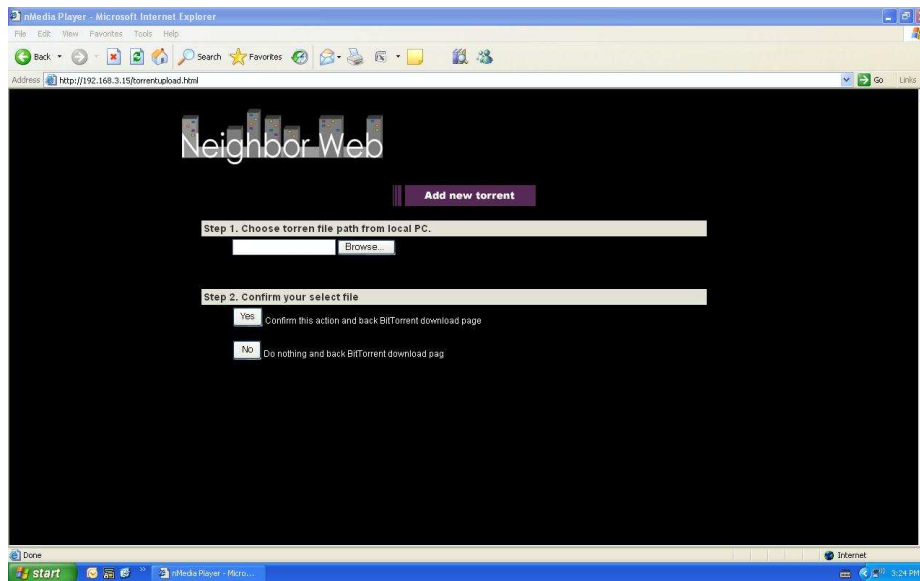 nMedia Player - Microsoft Internet Explorer
File Edit View Favorites Tools Help
Back Search Favorites
Address http://192.168.3.15/torrentupload.html Go Links
Neighbor Web
Add new torrent
Step 1. Choose torren file path from local PC.
Browse...
Step 2. Confirm your select file
Yes Confirm this action and back BitTorrent download page
No Do nothing and back BitTorrent download pag
Done Internet
start nMedia Player - Micro... 3:24 PM